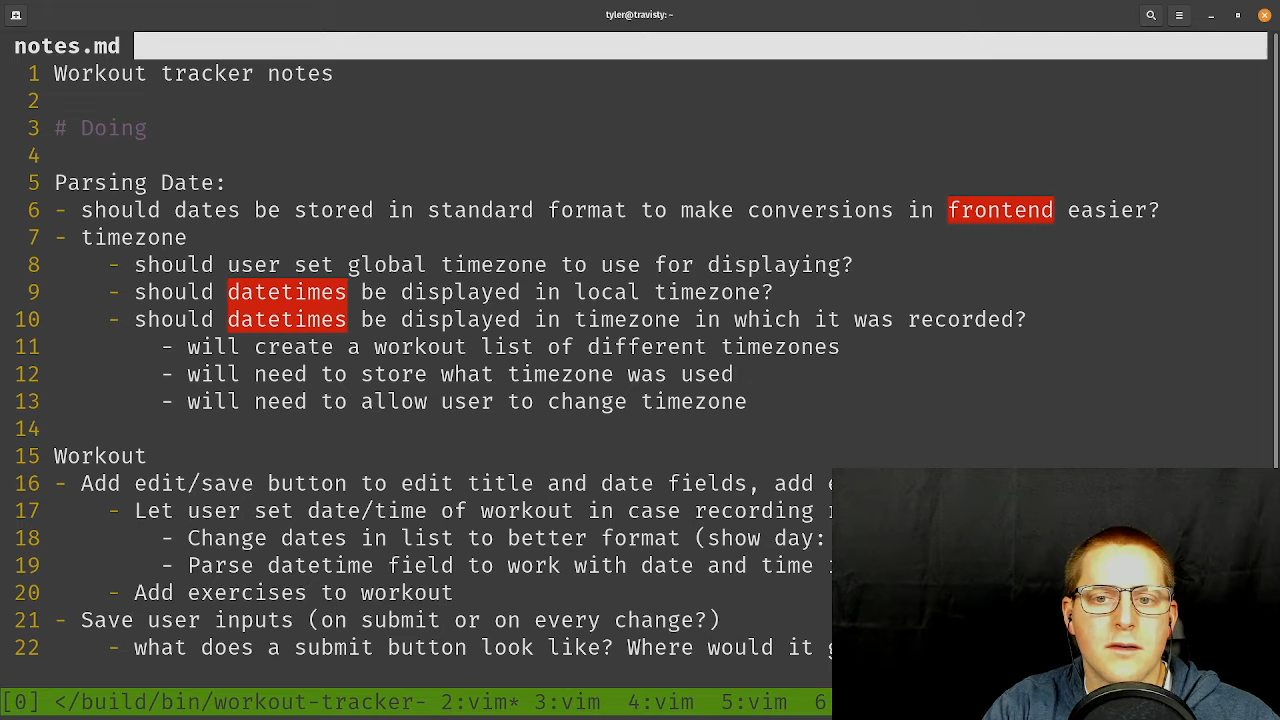 tyler@travisty: ~
notes.md
1 Workout tracker notes
2
3 # Doing
4
5 Parsing Date:
6 - should dates be stored in standard format to make conversions in frontend easier?
7 - timezone
8 - should user set global timezone to use for displaying?
9 - should datetimes be displayed in local timezone?
10 - should datetimes be displayed in timezone in which it was recorded?
11 - will create a workout list of different timezones
12 - will need to store what timezone was used
13 - will need to allow user to change timezone
14
15 Workout
16 - Add edit/save button to edit title and date fields, add
17 - Let user set date/time of workout in case recording
18 - Change dates in list to better format (show day:
19 - Parse datetime field to work with date and time
20 - Add exercises to workout
21 - Save user inputs (on submit or on every change?)
22 - what does a submit button look like? Where would it
[0] </build/bin/workout-tracker- 2:vim* 3:vim 4:vim 5:vim 6